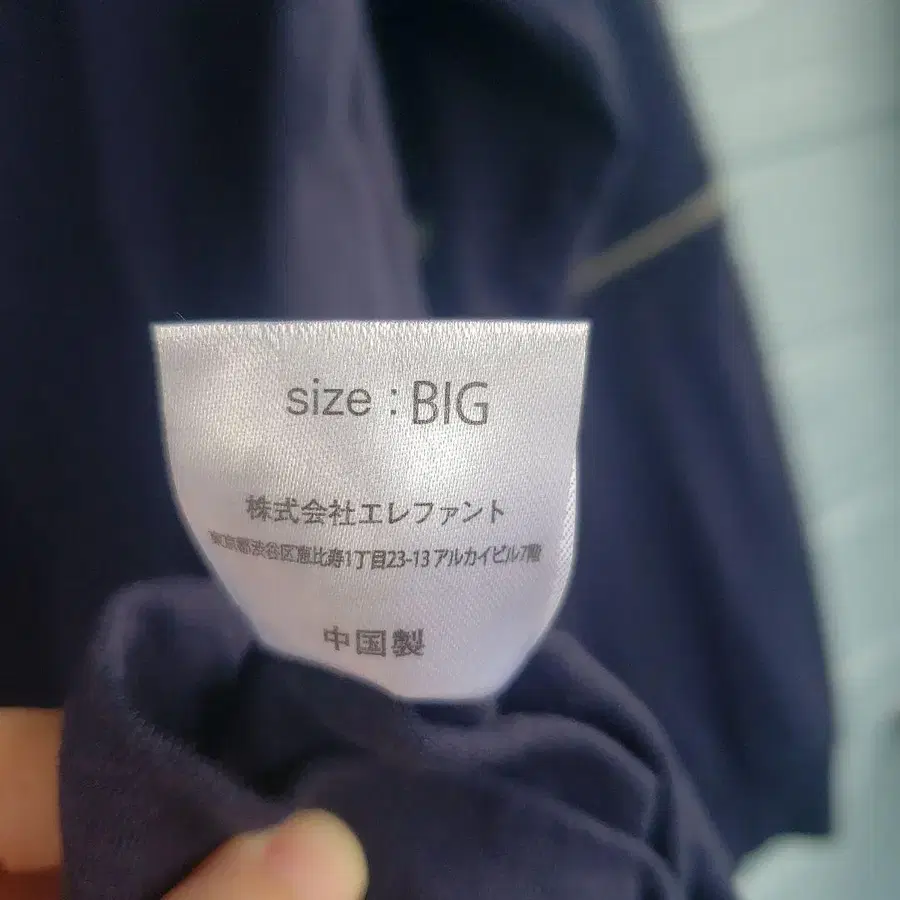 size : BIG
株式会社エレファント
東京都渋谷区恵比寿1丁目23-13 アルカイビル7階
中国製